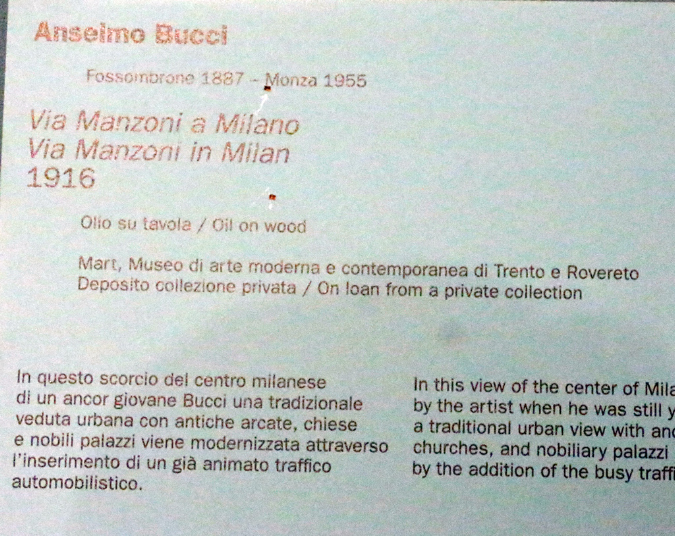 Anselmo Bucci
Fossombrone 1887 - Monza 1955
Via Manzoni a Milano
Via Manzoni in Milan
1916
Olio su tavola / Oil on wood
Mart, Museo di arte moderna e contemporanea di Trento e Rovereto
Deposito collezione privata / On loan from a private collection
In questo scorcio del centro milanese
di un ancor giovane Bucci una tradizionale
veduta urbana con antiche arcate, chiese
e nobili palazzi viene modernizzata attraverso
l'inserimento di un già animato traffico
automobilistico.
In this view of the center of
by the artist when he was still
a traditional urban view with
churches, and nobiliary palazzi
by the addition of the busy